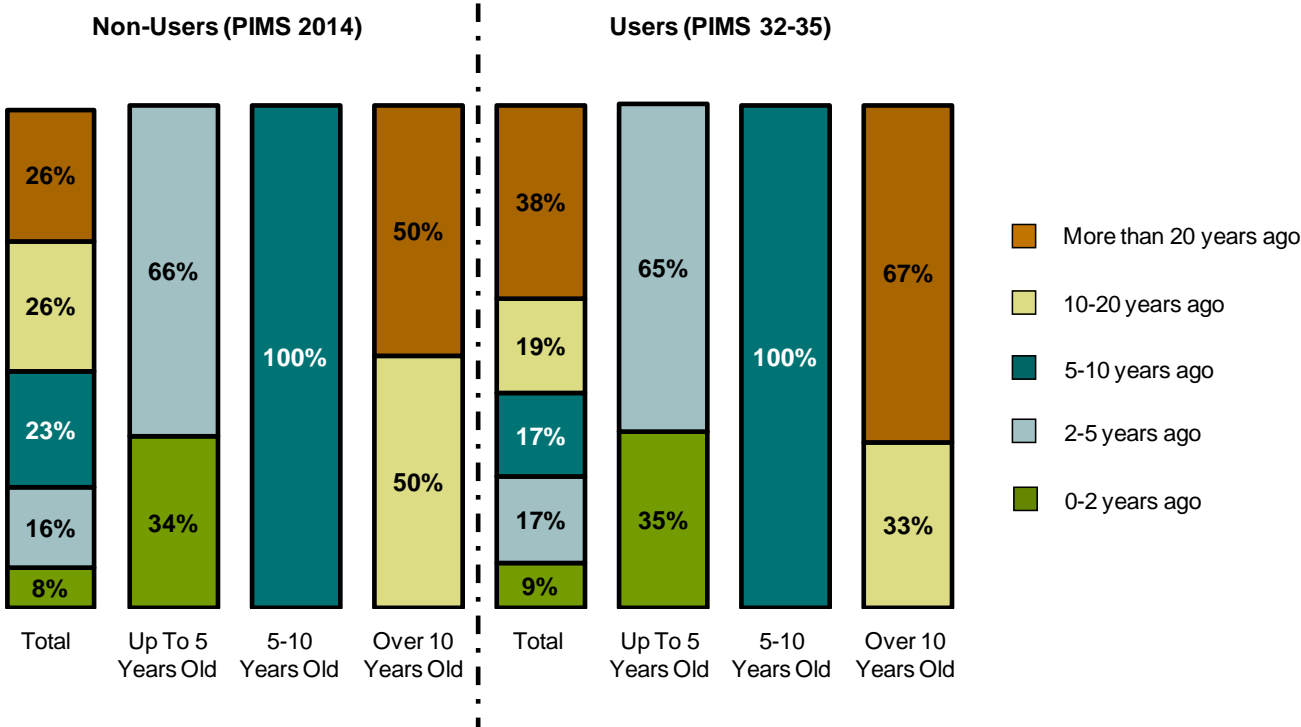 Non-Users (PIMS 2014)
Users (PIMS 32-35)
26%
26%
23%
16%
8%
66%
34%
100%
50%
50%
38%
19%
17%
17%
9%
65%
35%
100%
67%
33%
Total
Up To 5
Years Old
5-10
Years Old
Over 10
Years Old
Total
Up To 5
Years Old
5-10
Years Old
Over 10
Years Old
More than 20 years ago
10-20 years ago
5-10 years ago
2-5 years ago
0-2 years ago